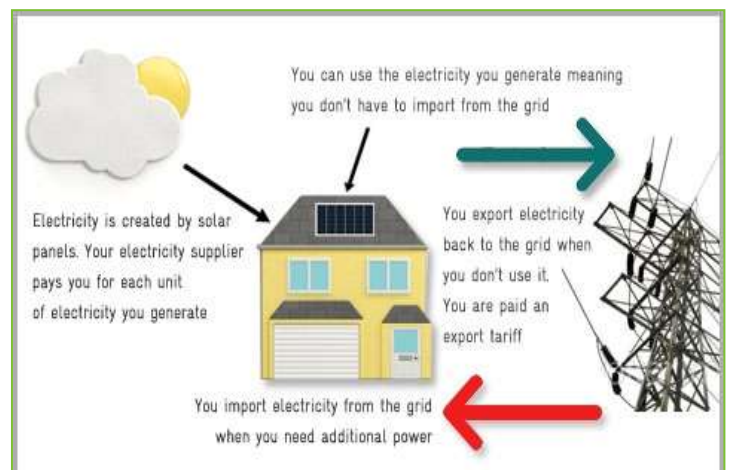 You can use the electricity you generate meaning
you don't have to import from the grid
Electricity is created by solar
panels. Your electricity supplier
pays you for each unit
of electricity you generate
You export electricity
back to the grid when
you don't use it.
You are paid an
export tariff
You import electricity from the grid
when you need additional power